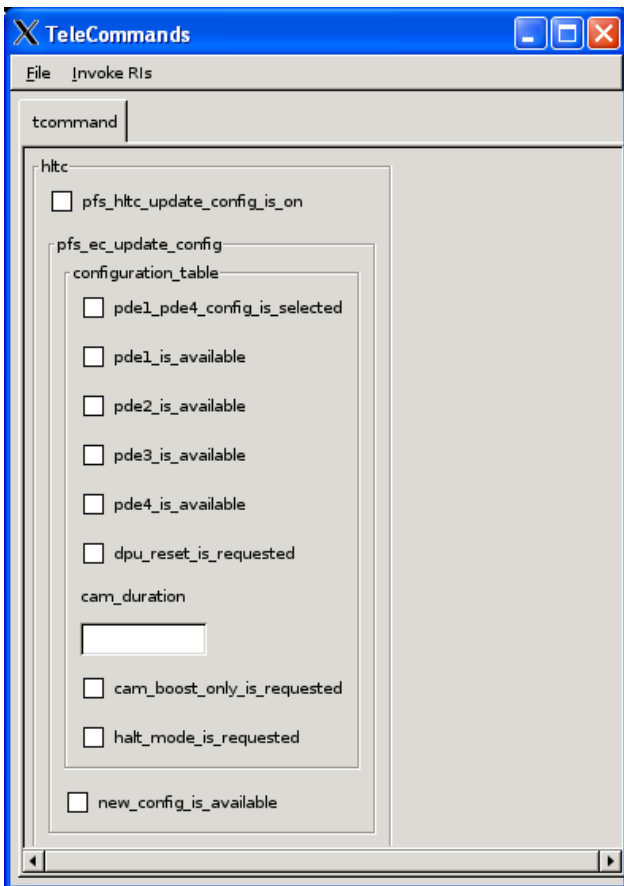 TeleCommands
File Invoke RIs
tcommand
hltc
pfs_hltc_update_config_is_on
pfs_ec_update_config
configuration_table
pde1_pde4_config_is_selected
pde1_is_available
pde2_is_available
pde3_is_available
pde4_is_available
dpu_reset_is_requested
cam_duration
cam_boost_only_is_requested
halt_mode_is_requested
new_config_is_available